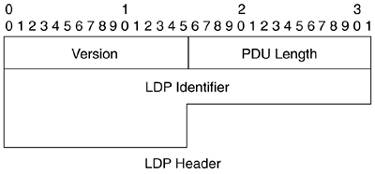 0 1 2 3
0 1 2 3 4 5 6 7 8 9 0 1 2 3 4 5 6 7 8 9 0 1 2 3 4 5 6 7 8 9 0 1
Version PDU Length
LDP Identifier
LDP Header